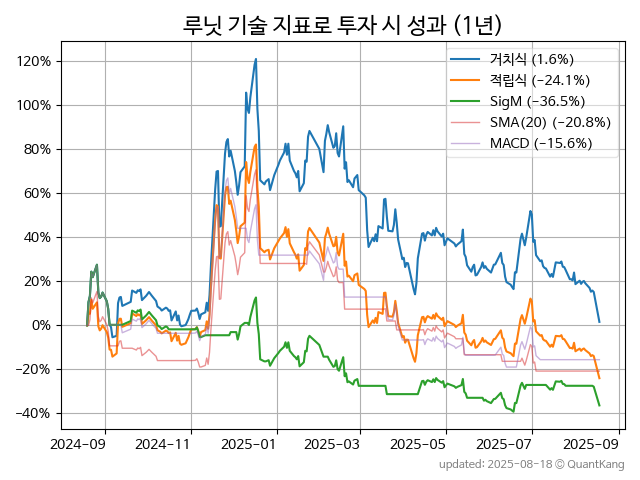 루닛 기술 지표로 투자 시 성과 (1년)
120%
100%
80%
60%
40%
20%
0%
−20%
−40%
거치식 (1.6%)
적립식 (−24.1%)
SigM (−36.5%)
SMA(20) (−20.8%)
MACD (−15.6%)
2024-09 2024-11 2025-01 2025-03 2025-05 2025-07 2025-09
updated: 2025-08-18 © QuantKang